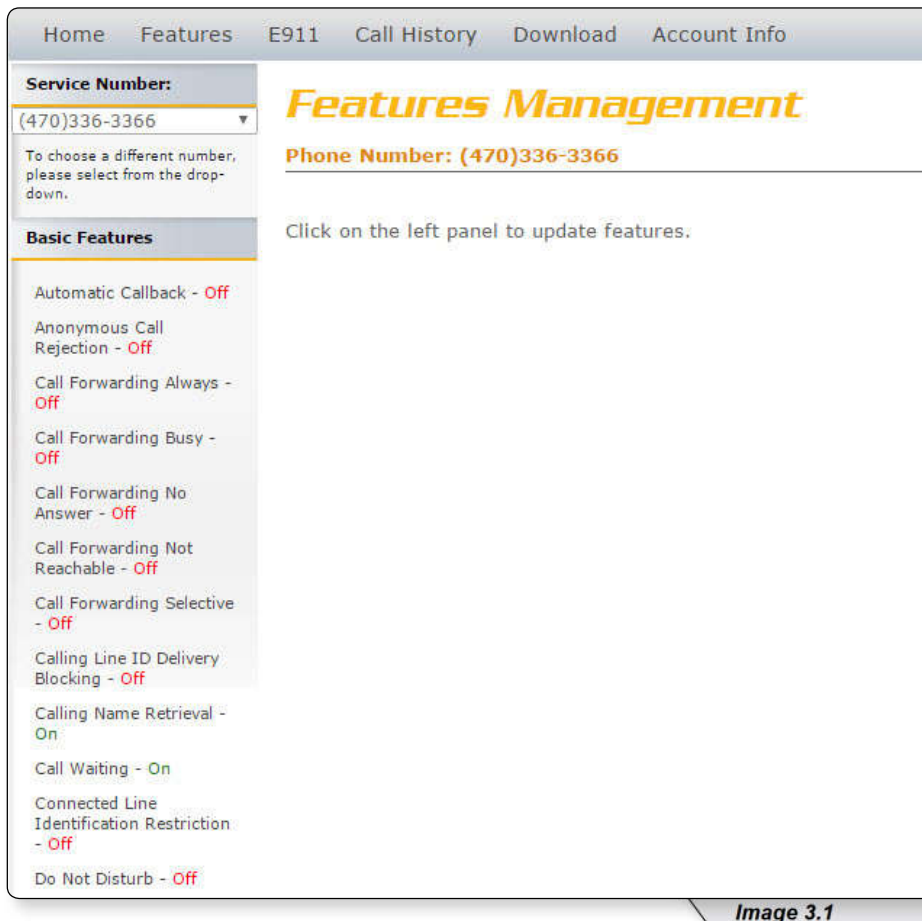 Home Features E911 Call History Download Account Info
Service Number:
(470)336-3366
To choose a different number,
please select from the drop-
down.
Basic Features
Automatic Callback - Off
Anonymous Call
Rejection - Off
Call Forwarding Always -
Off
Call Forwarding Busy -
Off
Call Forwarding No
Answer - Off
Call Forwarding Not
Reachable - Off
Call Forwarding Selective
- Off
Calling Line ID Delivery
Blocking - Off
Calling Name Retrieval -
On
Call Waiting - On
Connected Line
Identification Restriction
- Off
Do Not Disturb - Off
Features Management
Phone Number: (470)336-3366
Click on the left panel to update features.
Image 3.1